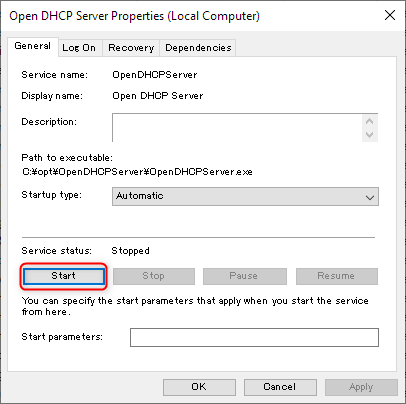 Open DHCP Server Properties (Local Computer)
General Log On Recovery Dependencies
Service name: OpenDHCPServer
Display name: Open DHCP Server
Description:
Path to executable:
C:¥opt¥OpenDHCPServer¥OpenDHCPServer.exe
Startup type: Automatic
Service status: Stopped
Start Stop Pause Resume
You can specify the start parameters that apply when you start the service
from here.
Start parameters:
OK Cancel Apply